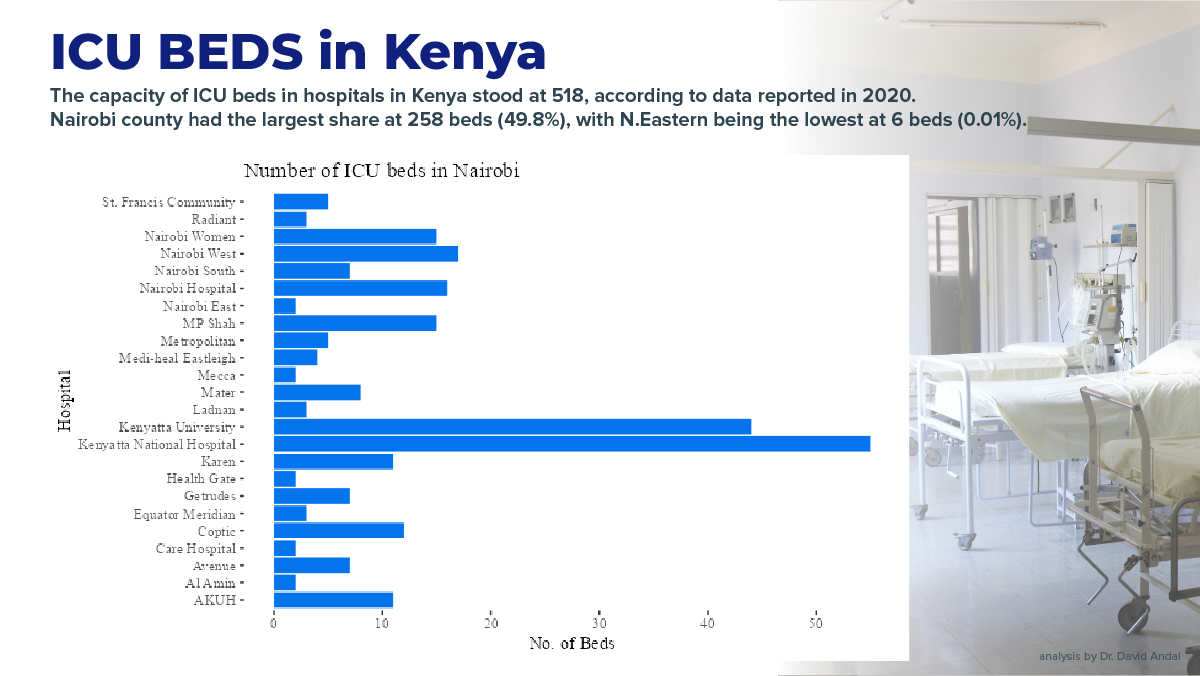 ICU BEDS in Kenya
The capacity of ICU beds in hospitals in Kenya stood at 518, according to data reported in 2020.
Nairobi county had the largest share at 258 beds (49.8%), with N.Eastern being the lowest at 6 beds (0.01%).
Number of ICU beds in Nairobi
St. Francis Community
Radiant
Nairobi Women
Nairobi West
Nairobi South
Nairobi Hospital
Nairobi East
MP Shah
Metropolitan
Medi-heal Eastleigh
Mecca
Mater
Ladnan
Kenyatta University
Kenyatta National Hospital
Karen
Health Gate
Getrudes
Equator Meridian
Coptic
Care Hospital
Avenue
Al Amin
AKUH
Hospital
0 10 20 30 40 50
No. of Beds
analysis by Dr. David Andai